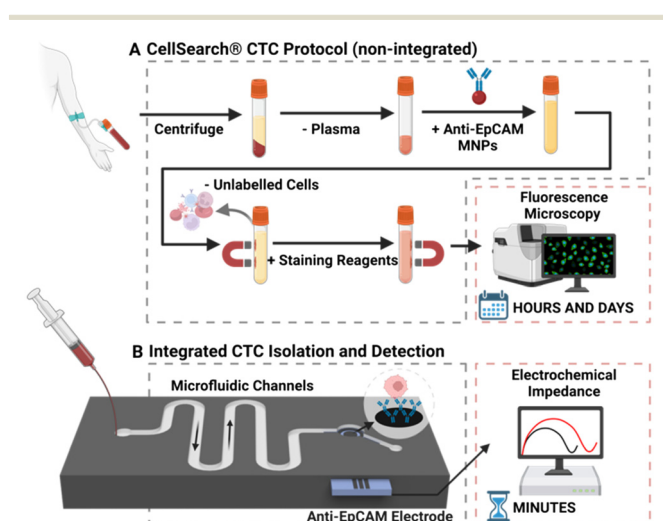 A CellSearch® CTC Protocol (non-integrated)
Centrifuge
- Plasma
+ Anti-EpCAM
MNPs
- Unlabelled Cells
+ Staining Reagents
Fluorescence
Microscopy
HOURS AND DAYS
B Integrated CTC Isolation and Detection
Microfluidic Channels
Anti-EpCAM Electrode
Electrochemical
Impedance
MINUTES